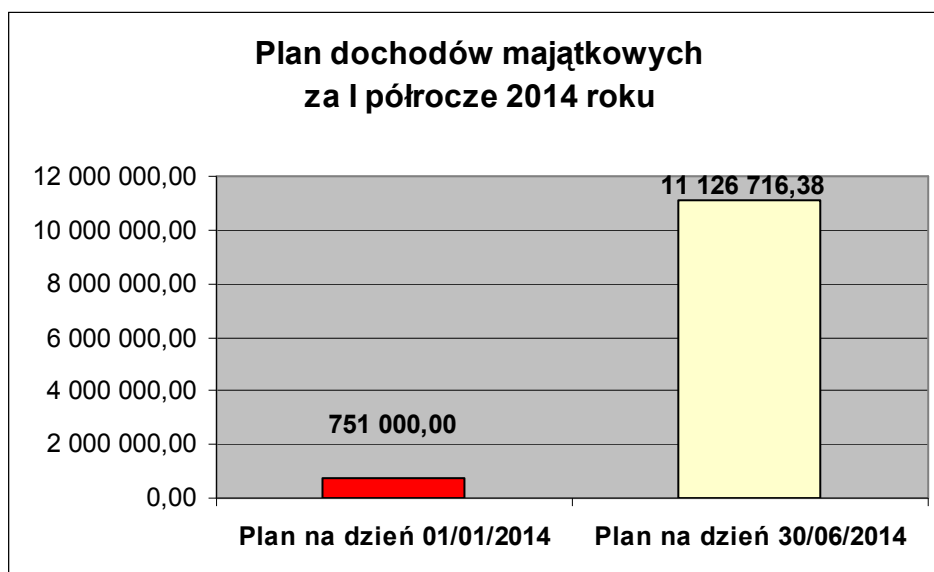 Plan dochodów majątkowych
za I półrocze 2014 roku
12 000 000,00
10 000 000,00
8 000 000,00
6 000 000,00
4 000 000,00
2 000 000,00
0,00
751 000,00
11 126 716,38
Plan na dzień 01/01/2014
Plan na dzień 30/06/2014